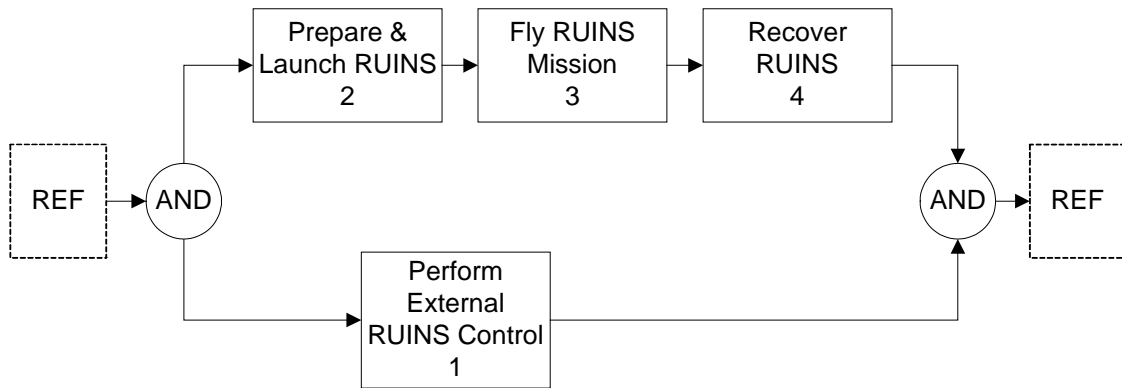 Prepare &
Launch RUINS
2
Fly RUINS
Mission
3
Recover
RUINS
4
REF
AND
AND
REF
Perform
External
RUINS Control
1